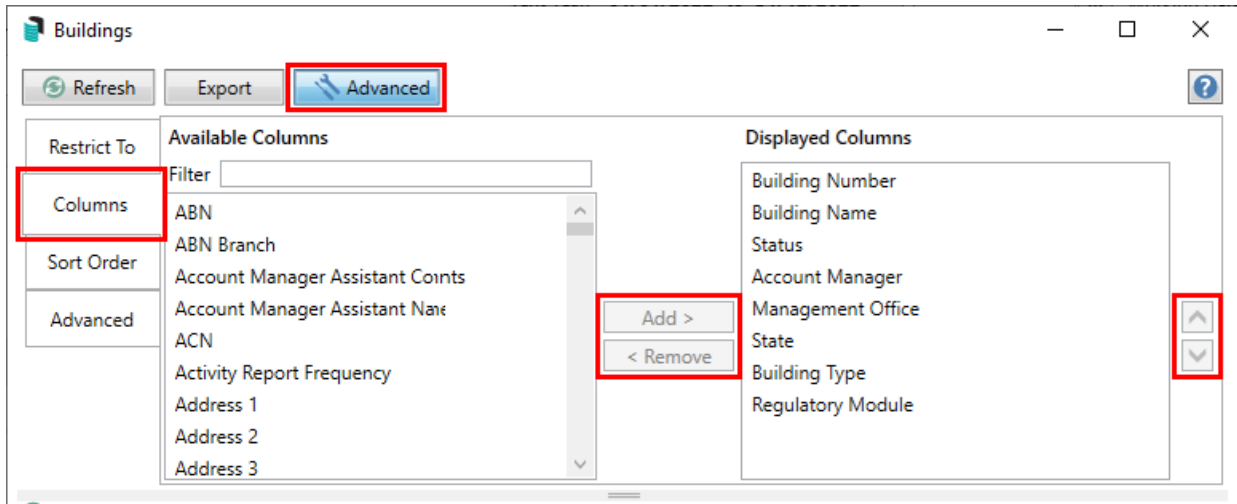 Buildings
Refresh
Export
Advanced
Restrict To
Columns
Sort Order
Advanced
Available Columns
Filter
ABN
ABN Branch
Account Manager Assistant
Account Manager Assistant
ACN
Activity Report Frequency
Address 1
Address 2
Address 3
Add >
< Remove
Displayed Columns
Building Number
Building Name
Status
Account Manager
Management Office
State
Building Type
Regulatory Module